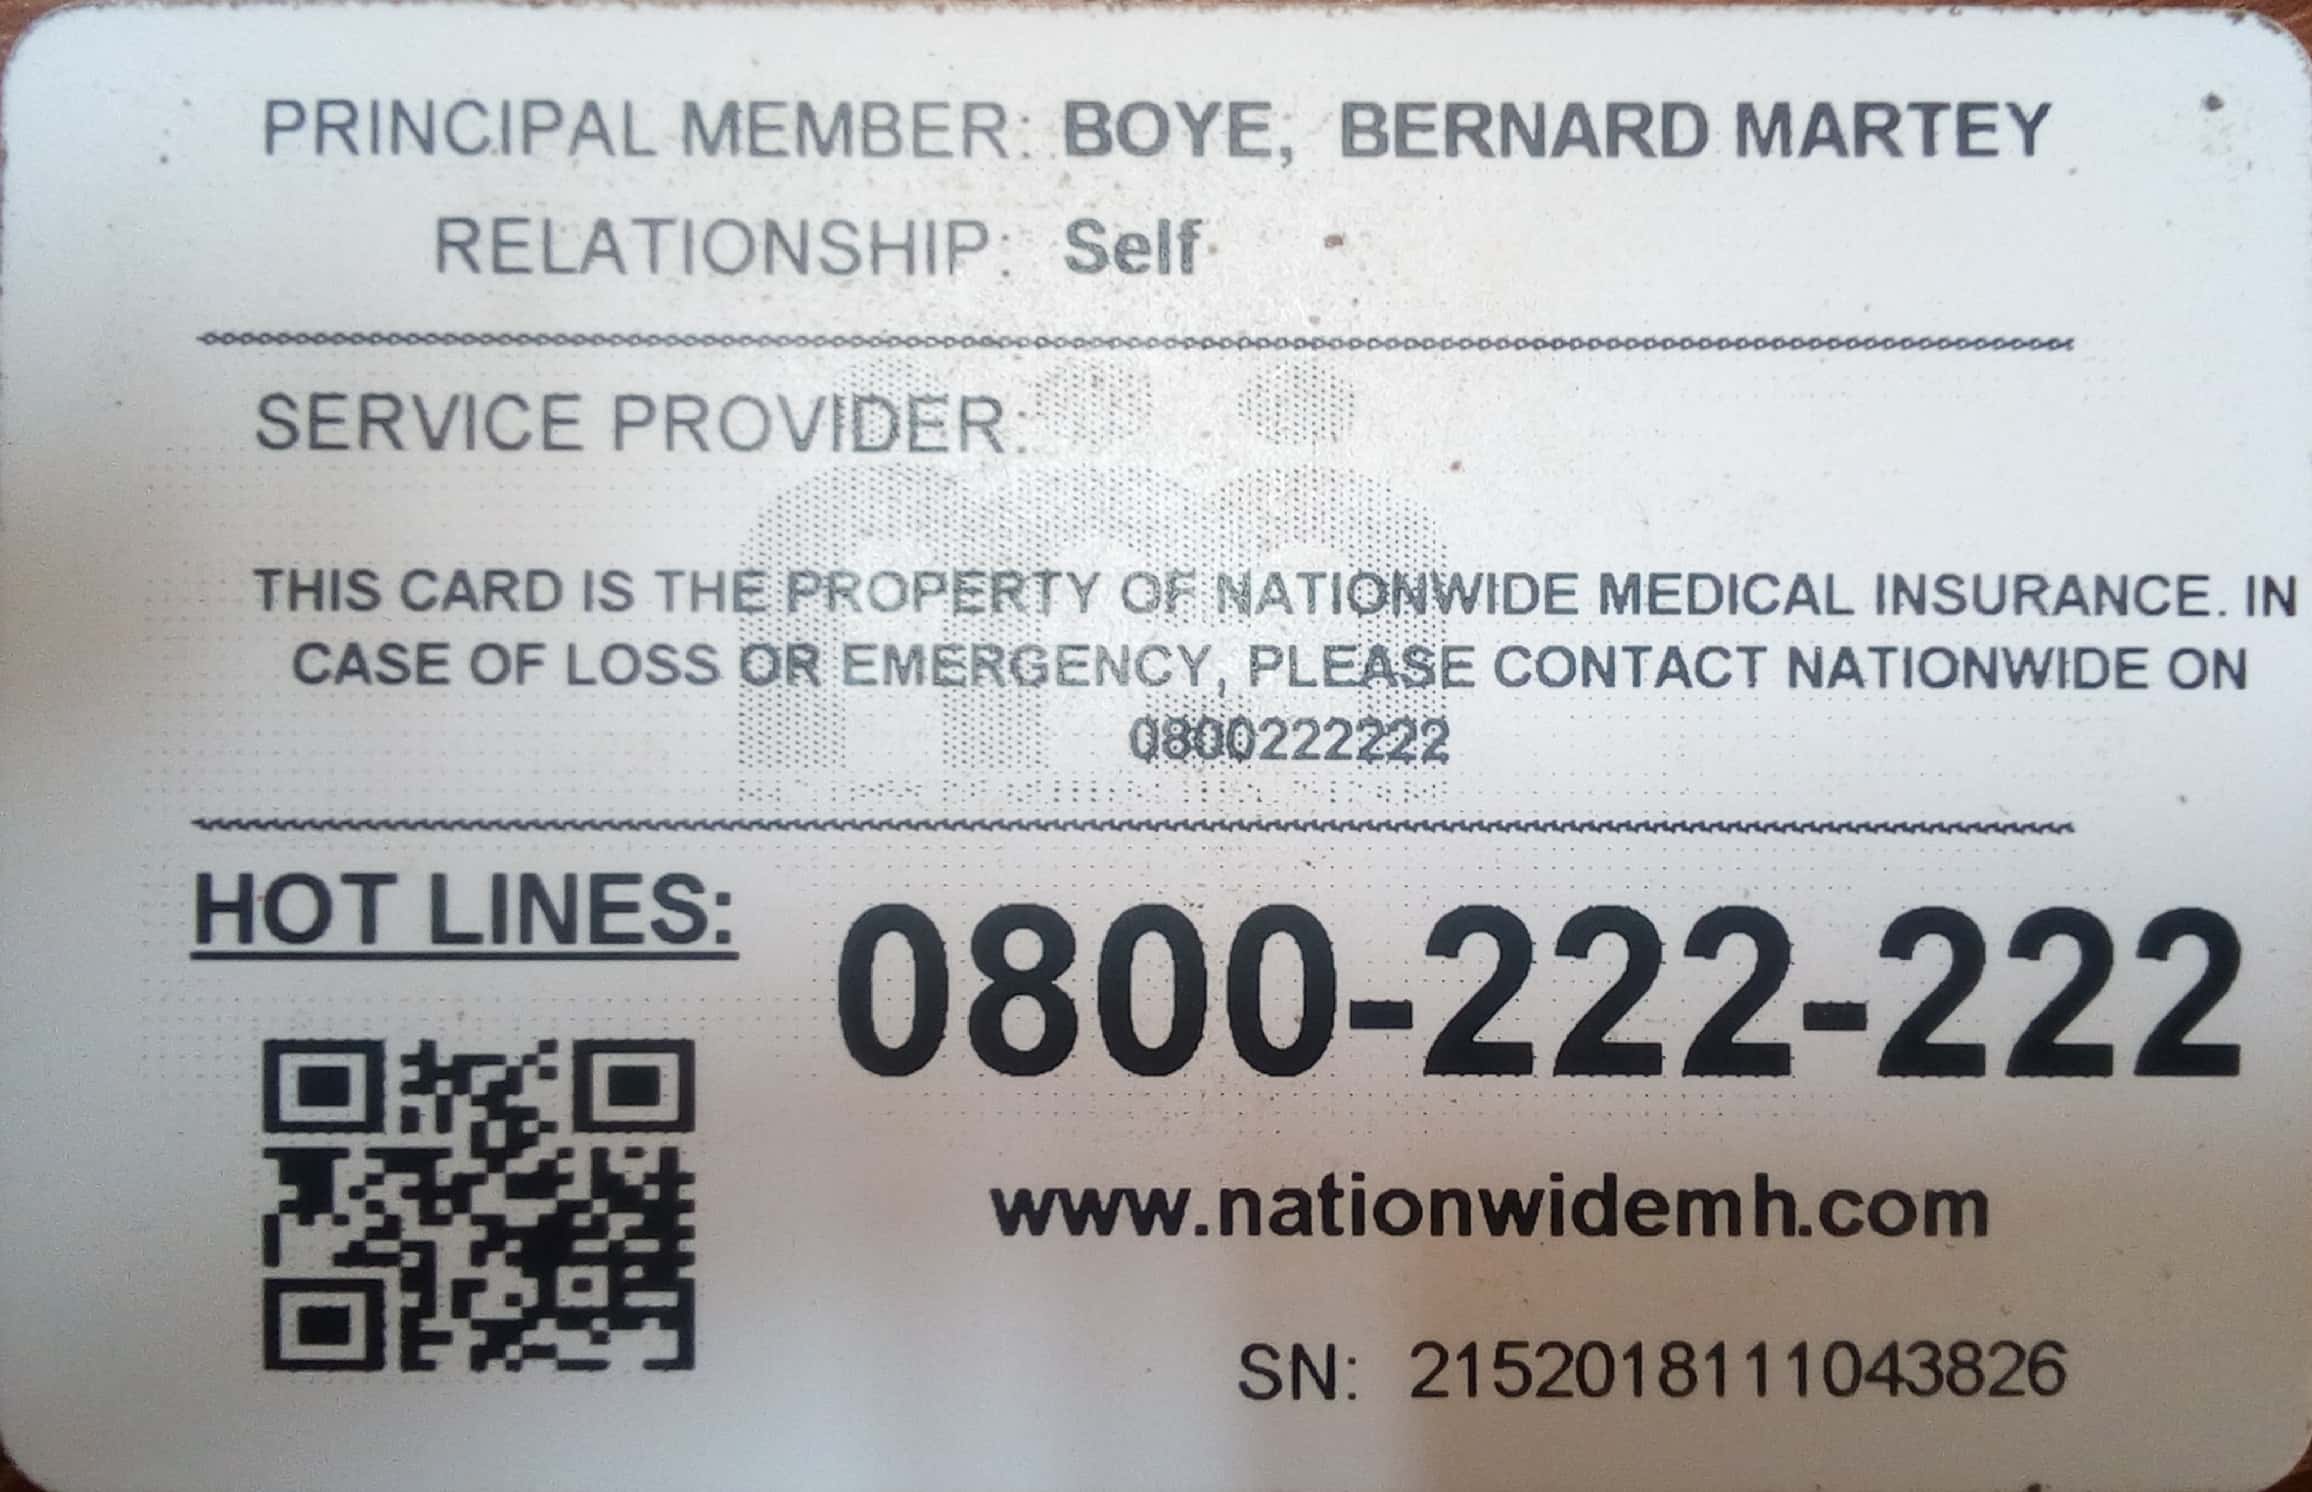 PRINCIPAL MEMBER: BOYE, BERNARD MARTEY
RELATIONSHIP: Self
SERVICE PROVIDER:
THIS CARD IS THE PROPERTY OF NATIONWIDE MEDICAL INSURANCE. IN
CASE OF LOSS OR EMERGENCY, PLEASE CONTACT NATIONWIDE ON
0800222222
HOT LINES:
0800-222-222
www.nationwidemh.com
SN: 2152018111043826